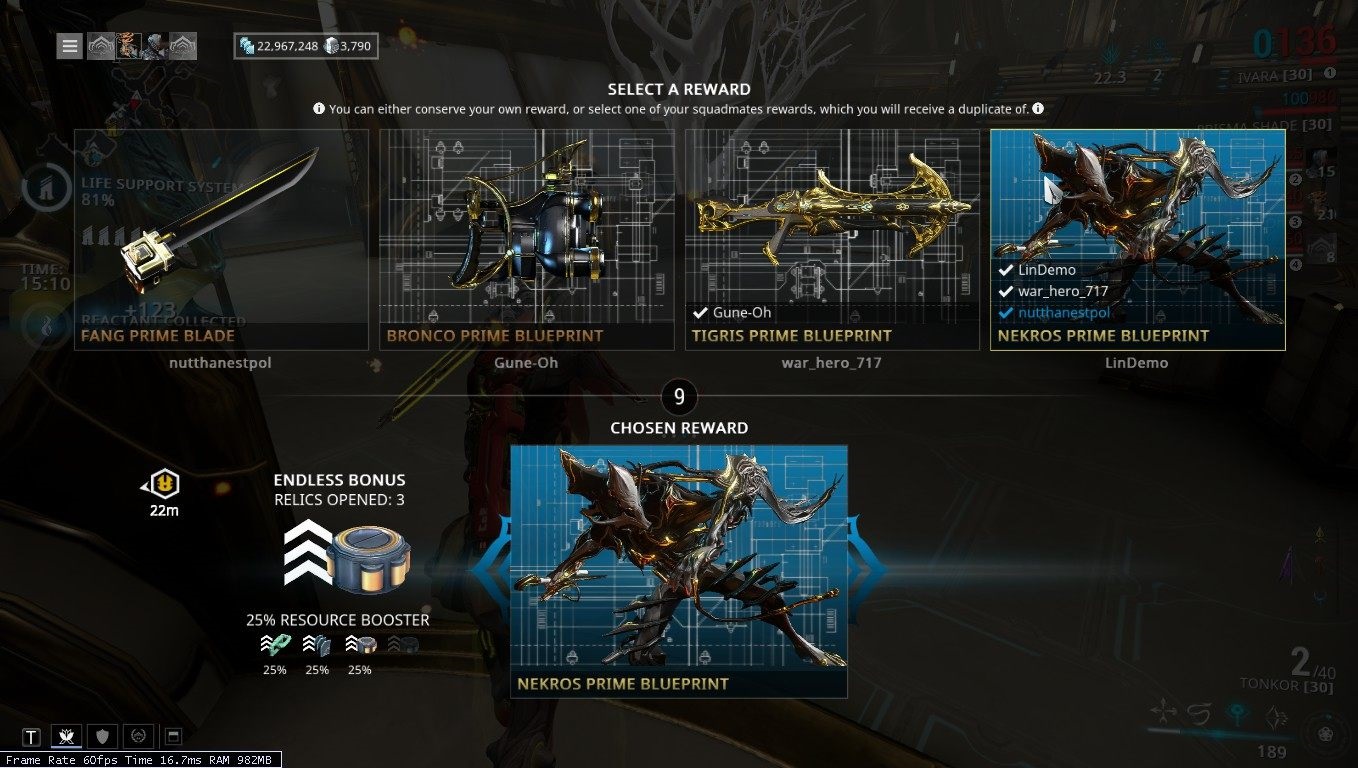 22,967,248 3,790
SELECT A REWARD
You can either conserve your own reward, or select one of your squadmates rewards, which you will receive a duplicate of.
22.3 2
IVARA [30]
PRISMA SHADE [30]
LIFE SUPPORT SYSTEM
81%
TIME:
15:10
+123
REACTANT COLLECTED
FANG PRIME BLADE
nutthanestpol
BRONCO PRIME BLUEPRINT
Gune-Oh
Gune-Oh
TIGRIS PRIME BLUEPRINT
war_hero_717
LinDemo
war_hero_717
nutthanestpol
NEKROS PRIME BLUEPRINT
LinDemo
15
9
CHOSEN REWARD
22m
ENDLESS BONUS
RELICS OPENED: 3
25% RESOURCE BOOSTER
25% 25% 25%
NEKROS PRIME BLUEPRINT
2/40
TONKOR [30]
189
T
Frame Rate 60fps Time 16.7ms RAM 982MB